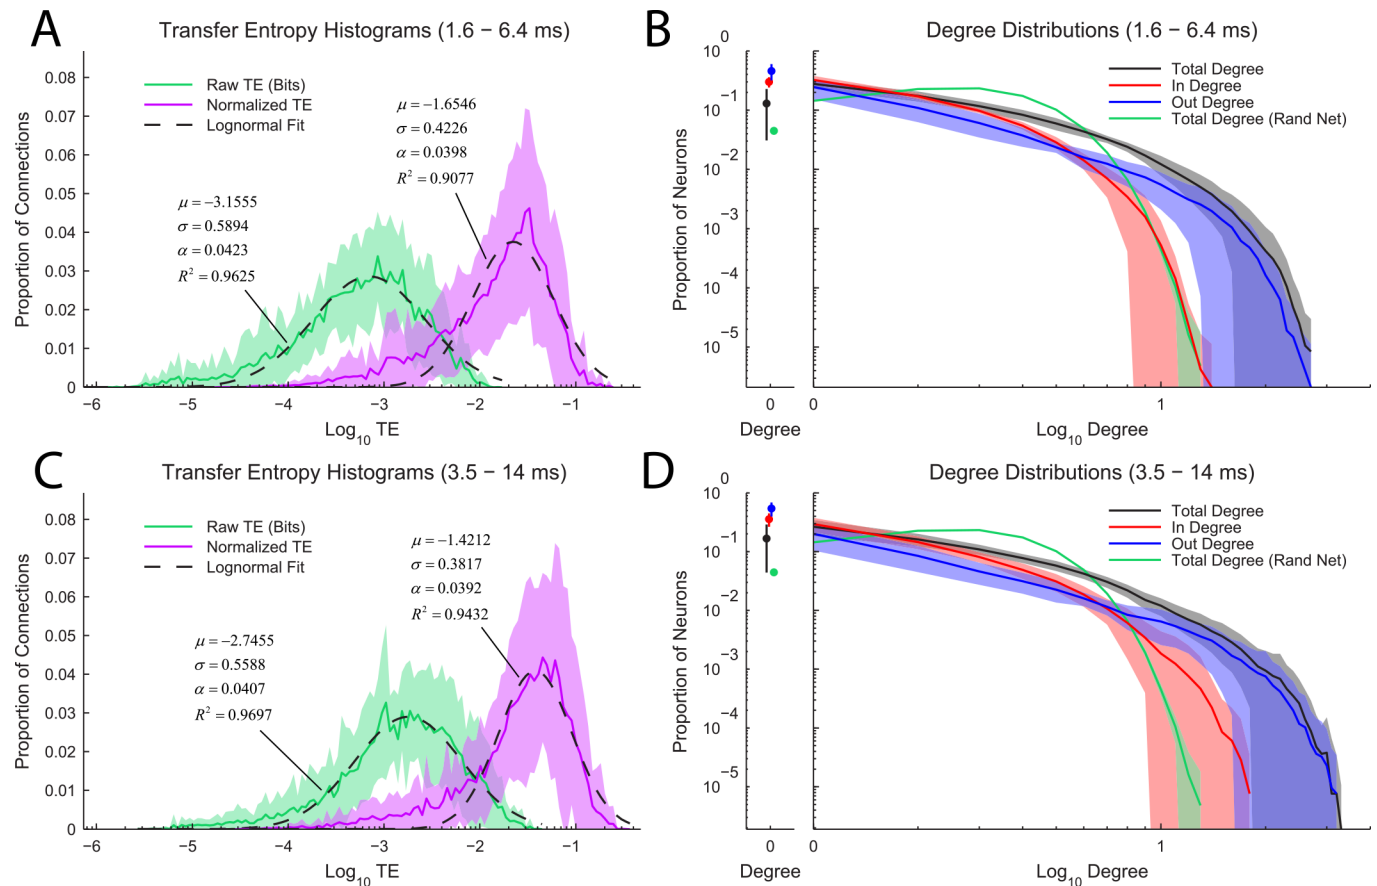 A
Transfer Entropy Histograms (1.6 − 6.4 ms)
Raw TE (Bits)
Normalized TE
Lognormal Fit
μ = −1.6546
σ = 0.4226
α = 0.0398
R² = 0.9077
μ = −3.1555
σ = 0.5894
α = 0.0423
R² = 0.9625
Proportion of Connections
0.08
0.07
0.06
0.05
0.04
0.03
0.02
0.01
0
−6 −5 −4 −3 −2 −1
Log₁₀ TE
B
Degree Distributions (1.6 − 6.4 ms)
Total Degree
In Degree
Out Degree
Total Degree (Rand Net)
Proportion of Neurons
0
10⁰
10⁻¹
10⁻²
10⁻³
10⁻⁴
10⁻⁵
0
Degree
0 1
Log₁₀ Degree
C
Transfer Entropy Histograms (3.5 − 14 ms)
Raw TE (Bits)
Normalized TE
Lognormal Fit
μ = −1.4212
σ = 0.3817
α = 0.0392
R² = 0.9432
μ = −2.7455
σ = 0.5588
α = 0.0407
R² = 0.9697
Proportion of Connections
0.08
0.07
0.06
0.05
0.04
0.03
0.02
0.01
0
−6 −5 −4 −3 −2 −1
Log₁₀ TE
D
Degree Distributions (3.5 − 14 ms)
Total Degree
In Degree
Out Degree
Total Degree (Rand Net)
Proportion of Neurons
0
10⁰
10⁻¹
10⁻²
10⁻³
10⁻⁴
10⁻⁵
0
Degree
0 1
Log₁₀ Degree